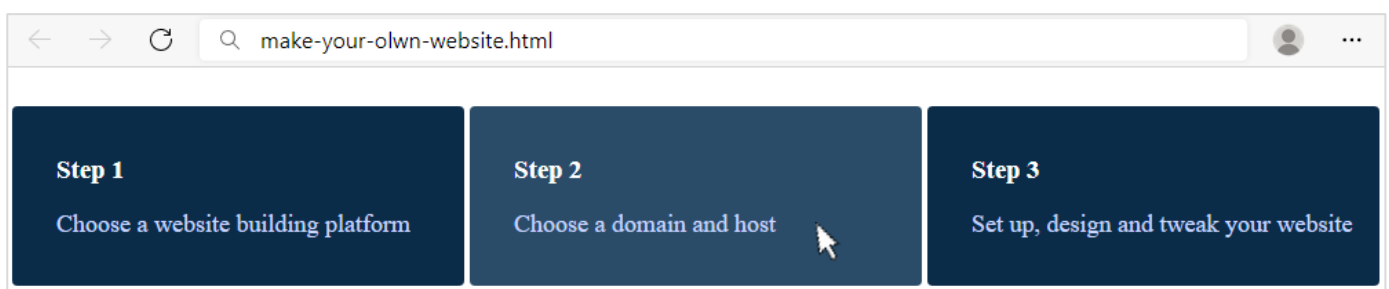 make-your-olwn-website.html
Step 1
Choose a website building platform
Step 2
Choose a domain and host
Step 3
Set up, design and tweak your website